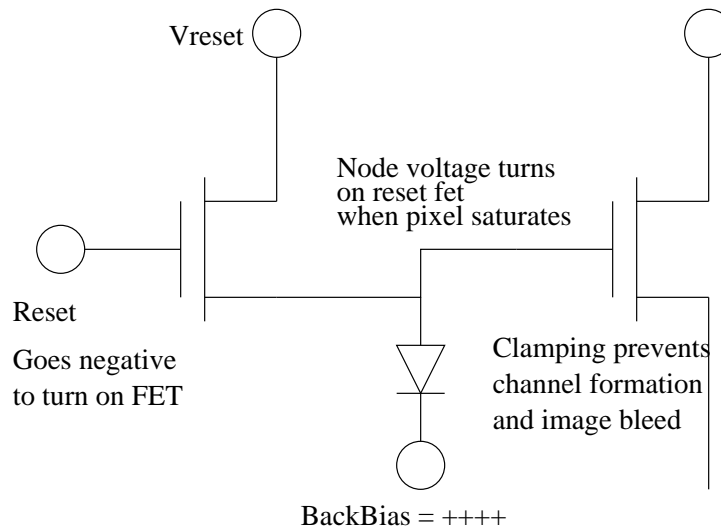 Vreset
Node voltage turns
on reset fet
when pixel saturates
Reset
Goes negative
to turn on FET
Clamping prevents
channel formation
and image bleed
BackBias = ++++